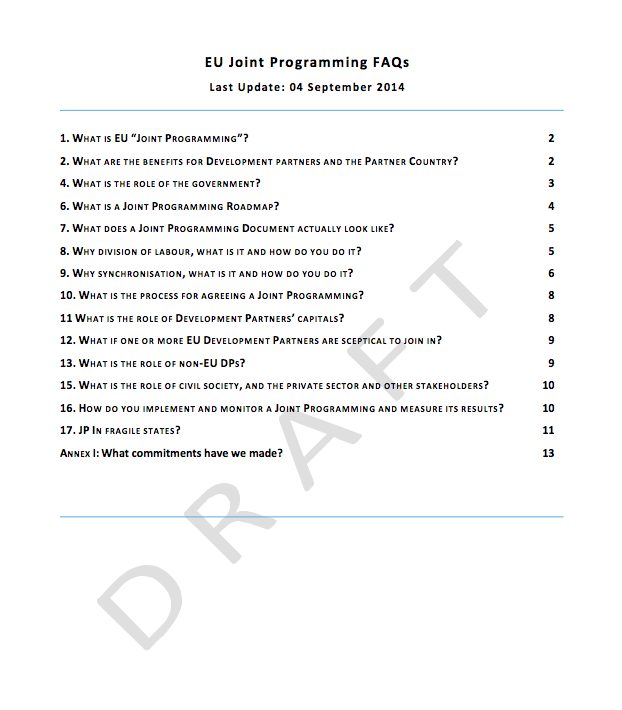 EU Joint Programming FAQs
Last Update: 04 September 2014
1. What is EU “Joint Programming”? 2
2. What are the benefits for Development partners and the Partner Country? 2
4. What is the role of the government? 3
6. What is a Joint Programming Roadmap? 4
7. What does a Joint Programming Document actually look like? 5
8. Why division of labour, what is it and how do you do it? 5
9. Why synchronisation, what is it and how do you do it? 6
10. What is the process for agreeing a Joint Programming? 8
11 What is the role of Development Partners’ capitals? 8
12. What if one or more EU Development Partners are sceptical to join in? 9
13. What is the role of non-EU DPs? 9
15. What is the role of civil society, and the private sector and other stakeholders? 10
16. How do you implement and monitor a Joint Programming and measure its results? 10
17. JP In fragile states? 11
Annex I: What commitments have we made? 13
DRAFT